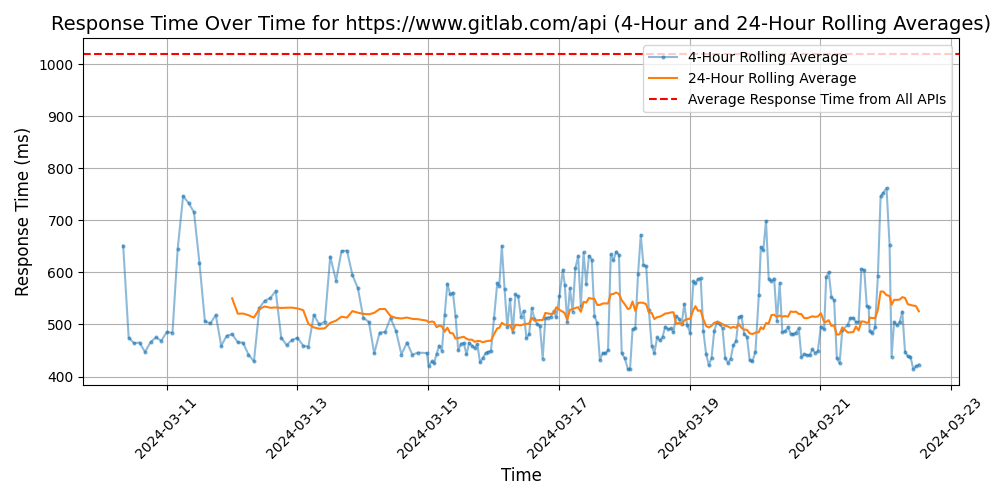 Response Time Over Time for https://www.gitlab.com/api (4-Hour and 24-Hour Rolling Averages)
4-Hour Rolling Average
24-Hour Rolling Average
Average Response Time from All APIs
Response Time (ms)
1000
900
800
700
600
500
400
2024-03-11
2024-03-13
2024-03-15
2024-03-17
2024-03-19
2024-03-21
2024-03-23
Time